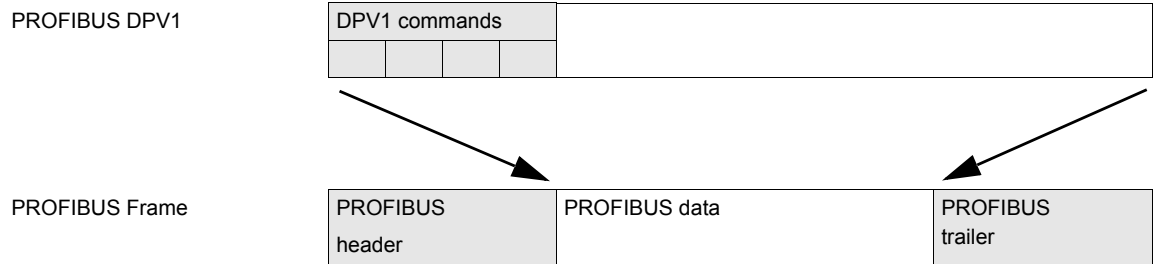 PROFIBUS DPV1
DPV1 commands
PROFIBUS Frame
PROFIBUS
header
PROFIBUS data
PROFIBUS
trailer